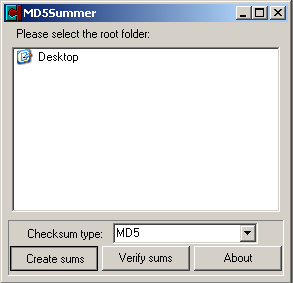 MD5Summer
Please select the root folder:
Desktop
Checksum type: MD5
Create sums Verify sums About